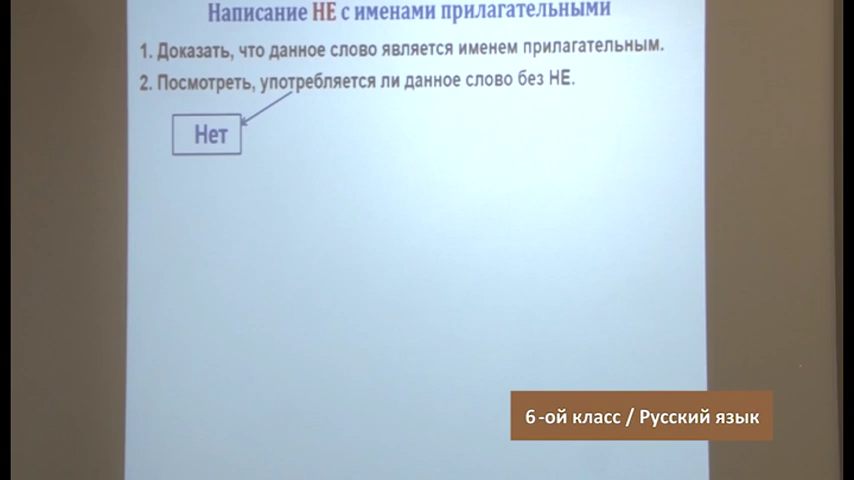 Написание НЕ с именами прилагательными
1. Доказать, что данное слово является именем прилагательным.
2. Посмотреть, употребляется ли данное слово без НЕ.
Нет
6-ой класс / Русский язык